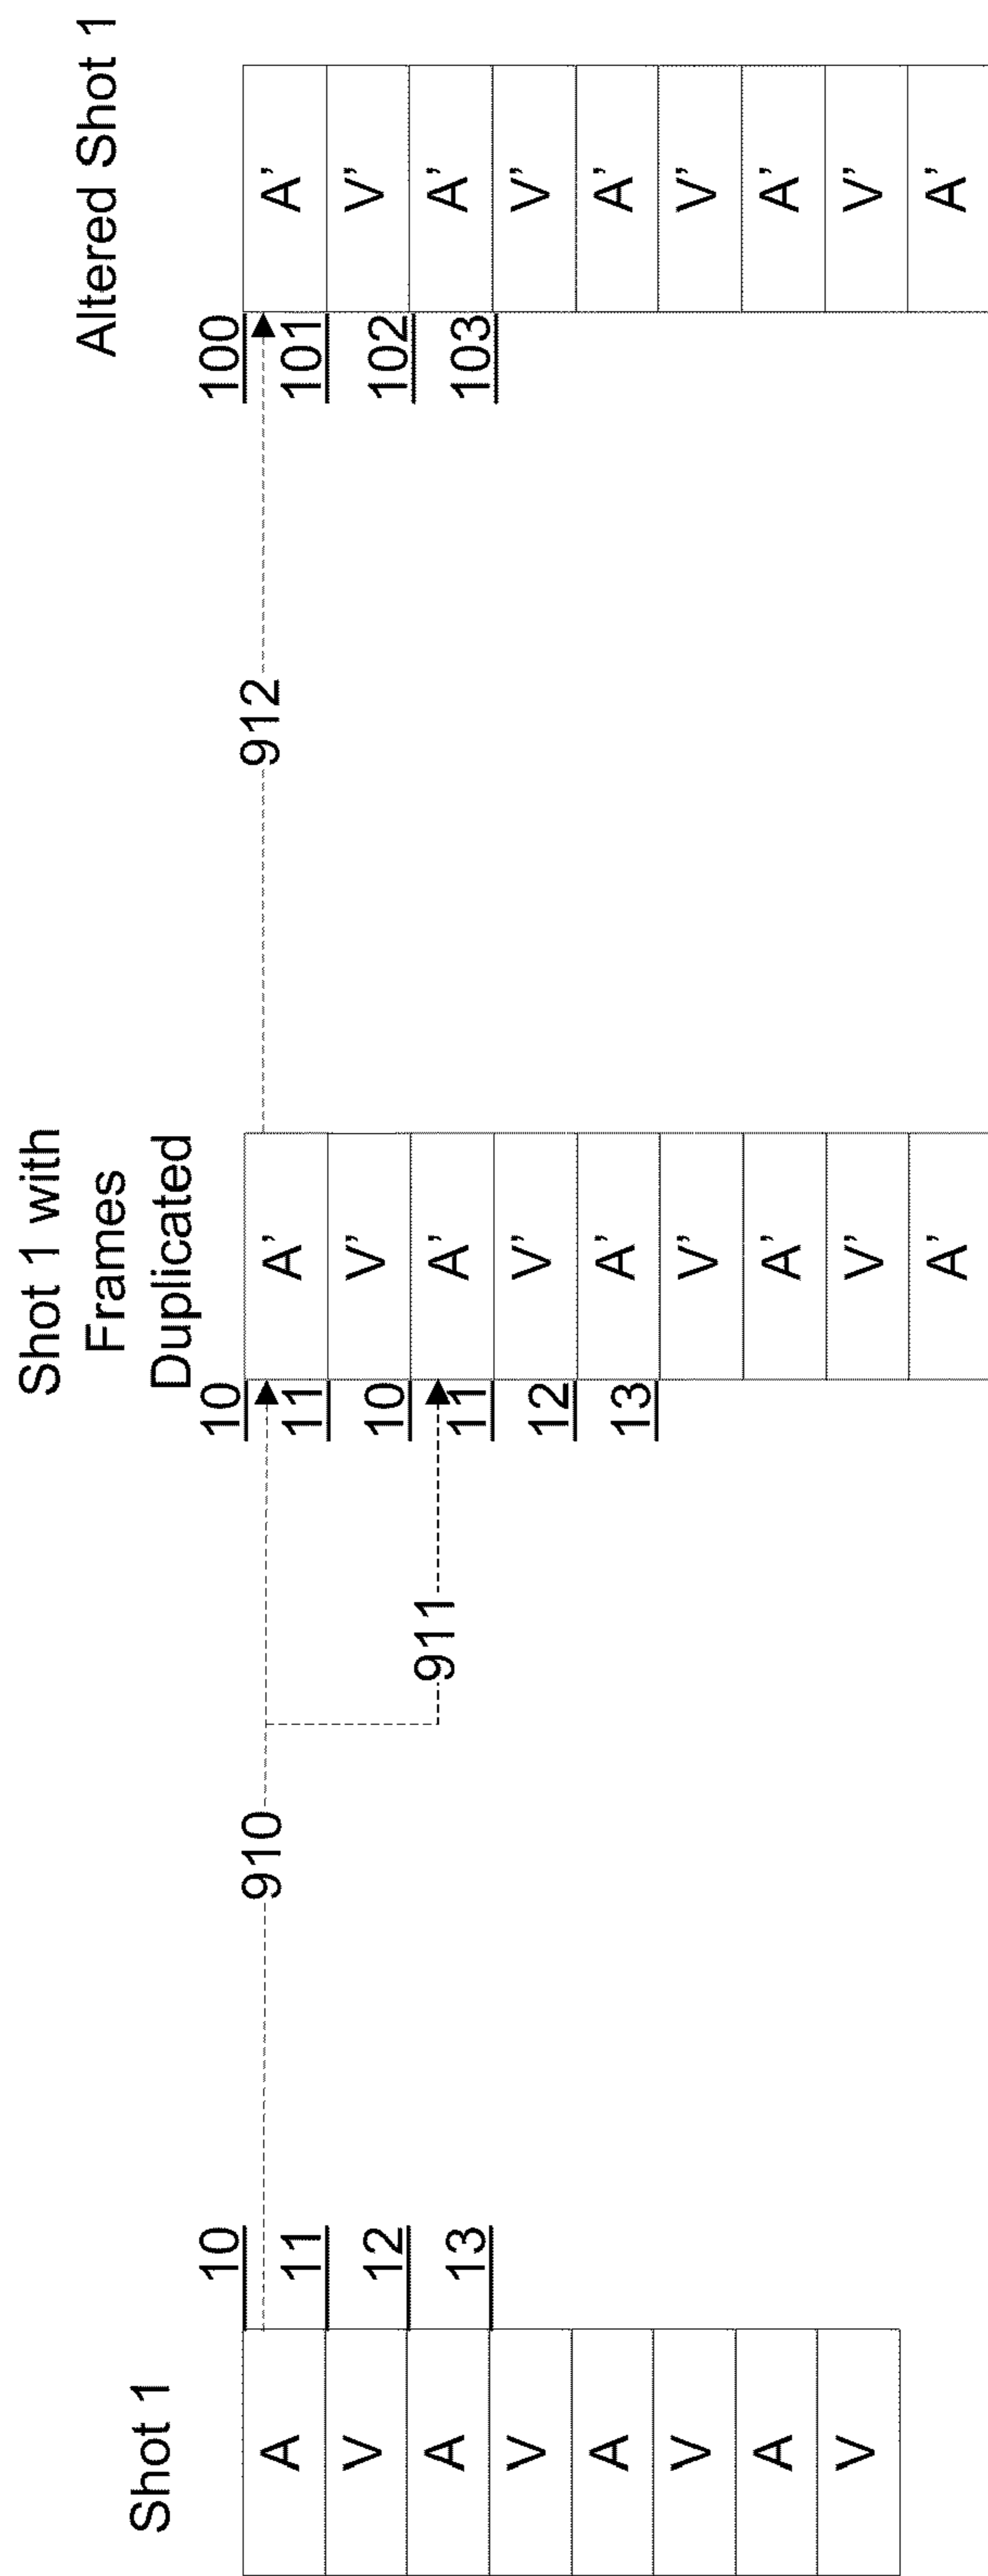 Shot 1
A
V
A
V
A
V
A
V
10
11
12
13
910
911
Shot 1 with
Frames
Duplicated
10
11
10
11
12
13
A’
V’
A’
V’
A’
V’
A’
V’
A’
912
Altered Shot 1
100
101
102
103
A’
V’
A’
V’
A’
V’
A’
V’
A’